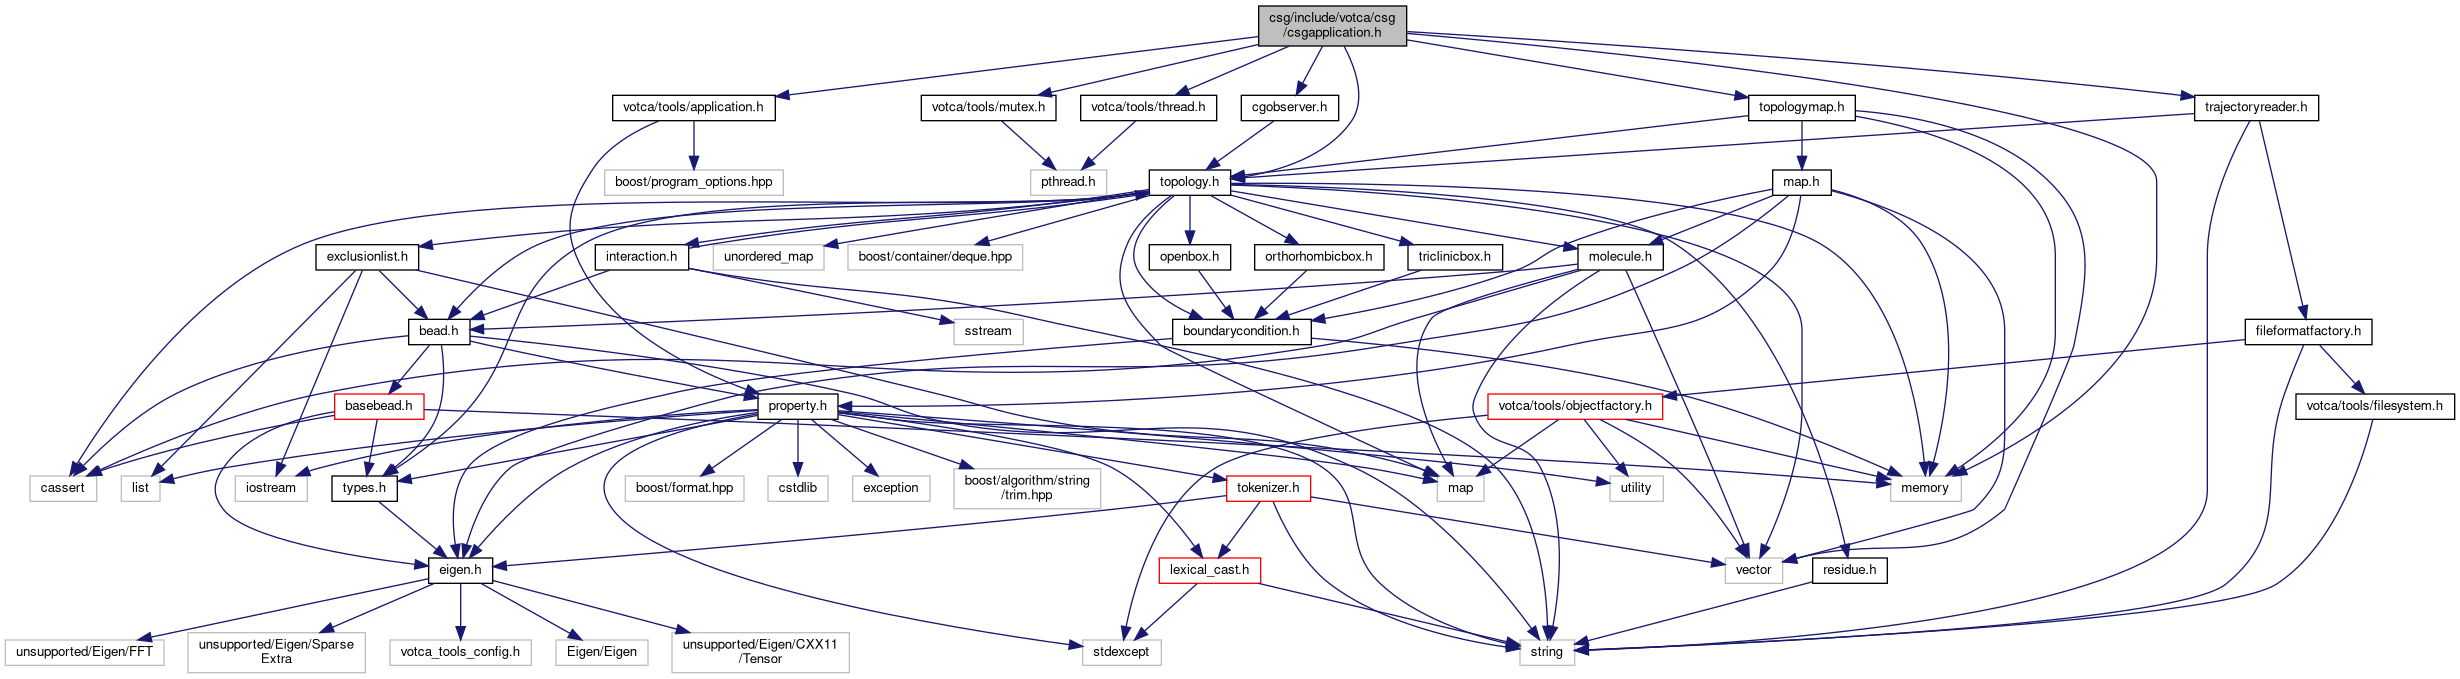 csg/include/votca/csg
/csgapplication.h
votca/tools/application.h
votca/tools/mutex.h
votca/tools/thread.h
cgobserver.h
topologymap.h
trajectoryreader.h
boost/program_options.hpp
pthread.h
topology.h
map.h
exclusionlist.h
interaction.h
unordered_map
boost/container/deque.hpp
openbox.h
orthorhombicbox.h
triclinicbox.h
molecule.h
bead.h
sstream
boundarycondition.h
fileformatfactory.h
basebead.h
property.h
votca/tools/objectfactory.h
votca/tools/filesystem.h
cassert
list
iostream
types.h
boost/format.hpp
cstdlib
exception
boost/algorithm/string
/trim.hpp
tokenizer.h
map
utility
memory
eigen.h
lexical_cast.h
vector
residue.h
unsupported/Eigen/FFT
unsupported/Eigen/Sparse
Extra
votca_tools_config.h
Eigen/Eigen
unsupported/Eigen/CXX11
/Tensor
stdexcept
string